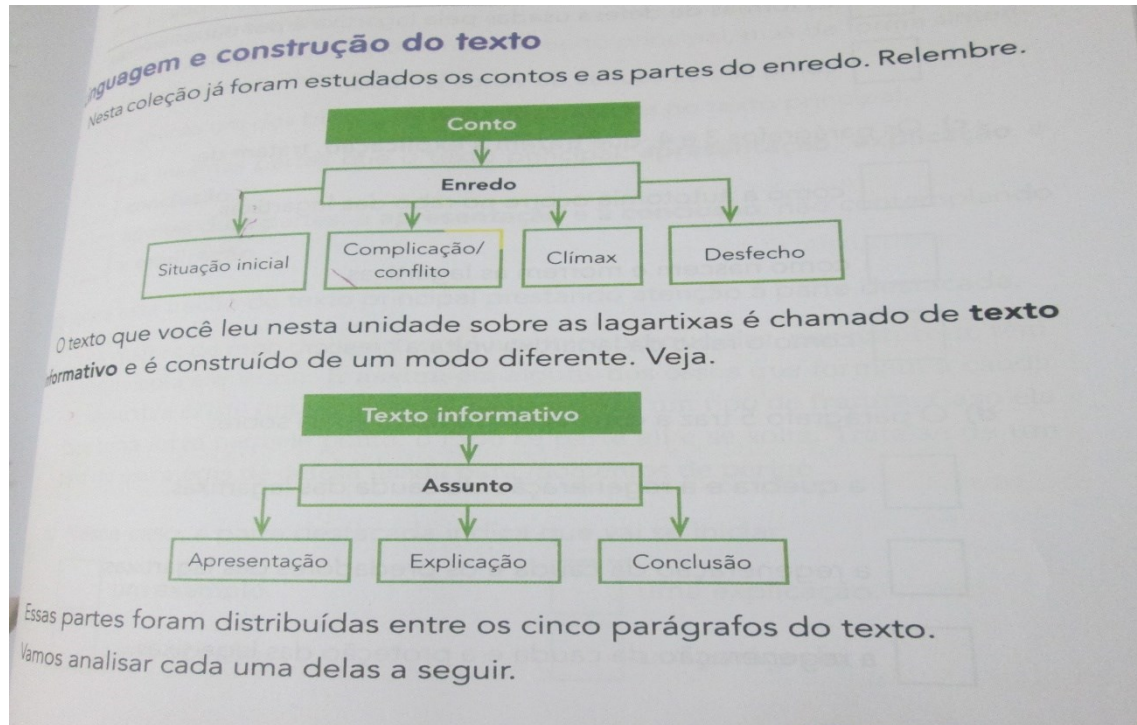 Linguagem e construção do texto
Nesta coleção já foram estudados os contos e as partes do enredo. Relembre.
Conto
Enredo
Situação inicial
Complicação/
conflito
Clímax
Desfecho
O texto que você leu nesta unidade sobre as lagartixas é chamado de texto
informativo e é construído de um modo diferente. Veja.
Texto informativo
Assunto
Apresentação
Explicação
Conclusão
Essas partes foram distribuídas entre os cinco parágrafos do texto.
Vamos analisar cada uma delas a seguir.